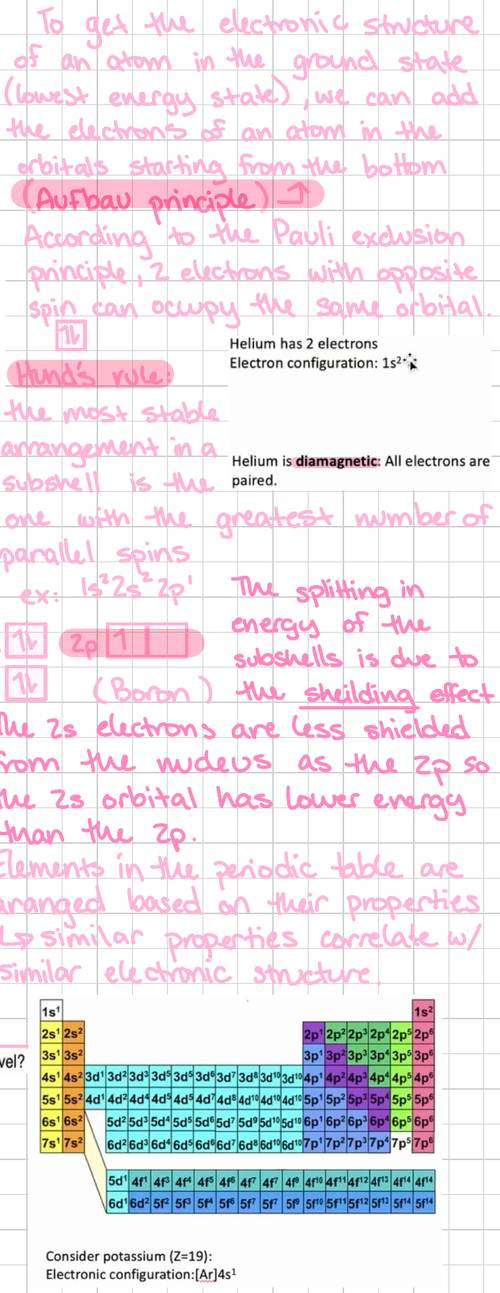 To get the electronic structure
of an atom in the ground state
(lowest energy state), we can add
the electrons of an atom in the
orbitals starting from the bottom
(Aufbau principle)
According to the Pauli exclusion
principle, 2 electrons with opposite
spin can occupy the same orbital.
Helium has 2 electrons
Electron configuration: 1s²
Hund's rule:
the most stable
arrangement in a
subshell is the
one with the greatest number of
parallel spins
Helium is diamagnetic: All electrons are
paired.
ex: 1s² 2s² 2p¹
2p
(Boron)
The splitting in
energy of the
subshells is due to
the sheilding effect
The 2s electrons are less shielded
from the nucleus as the 2p so
the 2s orbital has lower energy
than the 2p.
Elements in the periodic table are
aranged based on their properties
↳ similar properties correlate w/
similar electronic structure.
vel?
1s¹ 1s²
2s¹ 2s² 2p¹ 2p² 2p³ 2p⁴ 2p⁵ 2p⁶
3s¹ 3s² 3p¹ 3p² 3p³ 3p⁴ 3p⁵ 3p⁶
4s¹ 4s² 3d¹ 3d² 3d³ 3d⁵ 3d⁵ 3d⁶ 3d⁷ 3d⁸ 3d¹⁰ 3d¹⁰ 4p¹ 4p² 4p³ 4p⁴ 4p⁵ 4p⁶
5s¹ 5s² 4d¹ 4d² 4d⁴ 4d⁵ 4d⁵ 4d⁷ 4d⁸ 4d¹⁰ 4d¹⁰ 4d¹⁰ 5p¹ 5p² 5p³ 5p⁴ 5p⁵ 5p⁶
6s¹ 6s² 5d² 5d³ 5d⁴ 5d⁵ 5d⁶ 5d⁷ 5d⁹ 5d¹⁰ 5d¹⁰ 6p¹ 6p² 6p³ 6p⁴ 6p⁵ 6p⁶
7s¹ 7s² 6d² 6d³ 6d⁴ 6d⁵ 6d⁶ 6d⁷ 6d⁸ 6d¹⁰ 6d¹⁰ 7p¹ 7p² 7p³ 7p⁴ 7p⁵ 7p⁶
5d¹ 4f¹ 4f³ 4f⁴ 4f⁵ 4f⁶ 4f⁷ 4f⁷ 4f⁹ 4f¹⁰ 4f¹¹ 4f¹² 4f¹³ 4f¹⁴ 4f¹⁴
6d¹ 6d² 5f² 5f³ 5f⁴ 5f⁶ 5f⁷ 5f⁷ 5f⁹ 5f¹⁰ 5f¹¹ 5f¹² 5f¹³ 5f¹⁴ 5f¹⁴
Consider potassium (Z=19):
Electronic configuration:[Ar]4s¹